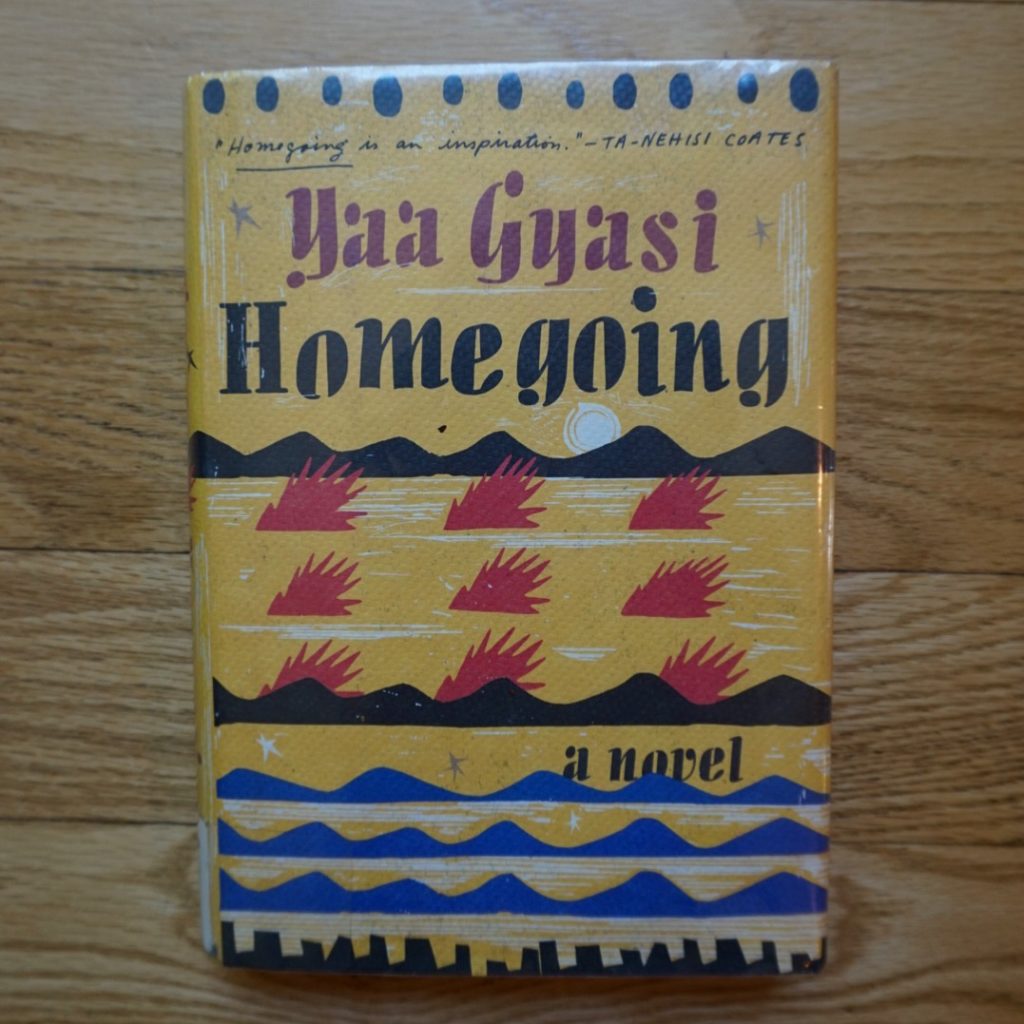 "Homegoing is an inspiration." – TA-NEHISI COATES
Yaa Gyasi
Homegoing
a novel